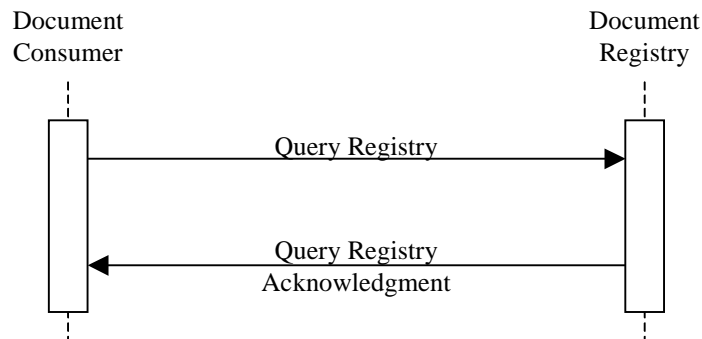 Document
Consumer
Document
Registry
Query Registry
Query Registry
Acknowledgment